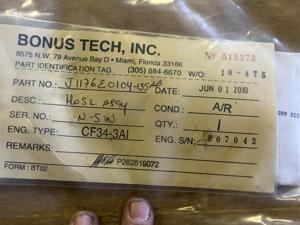 BONUS TECH, INC.
8575 N.W. 79 Avenue Bay D • Miami, Florida 33166
Nº 515373
PART IDENTIFICATION TAG (305) 884-6670 W/O: 10-475
PART NO.:
DATE: JUN 01 2010
DESC.: HOSE ASSY
COND.: A/R
SER. NO.: N-SIN
QTY.: 1
ENG. TYPE: CF34-3A1
ENG. S/N: 807042
REMARKS:
P262619072
FORM : BT02